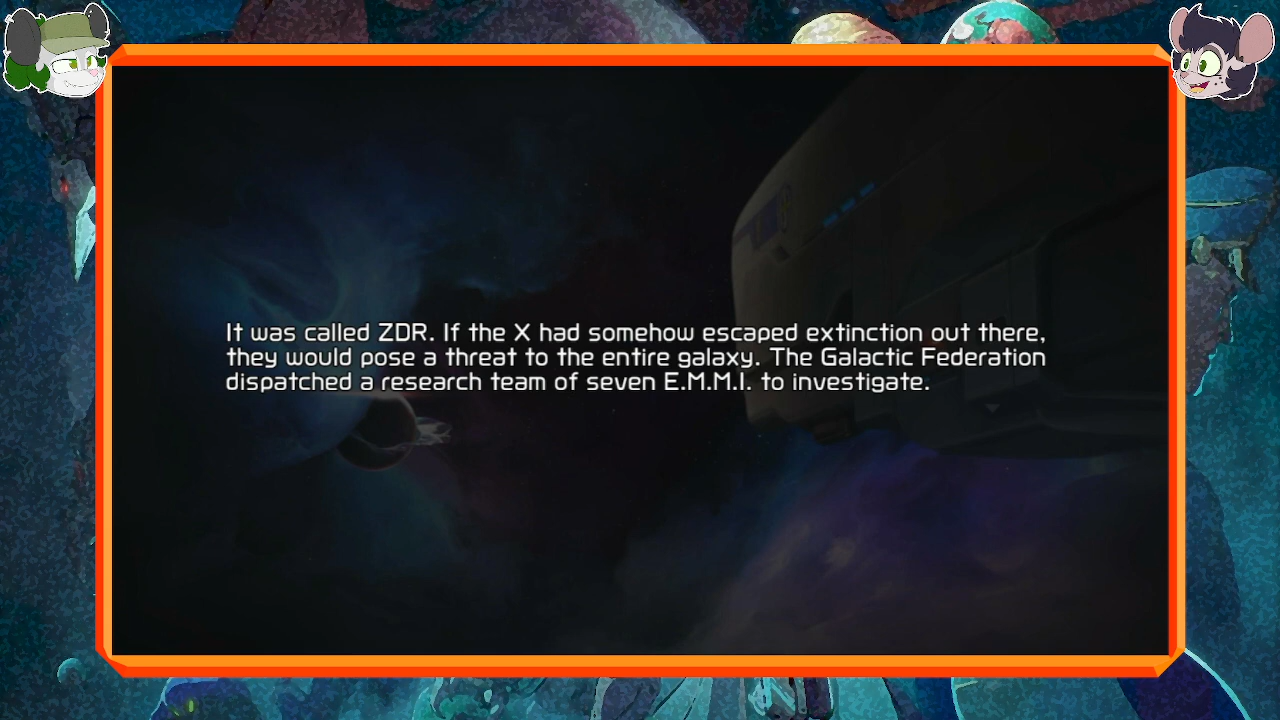 It was called ZDR. If the X had somehow escaped extinction out there,
they would pose a threat to the entire galaxy. The Galactic Federation
dispatched a research team of seven E.M.M.I. to investigate.